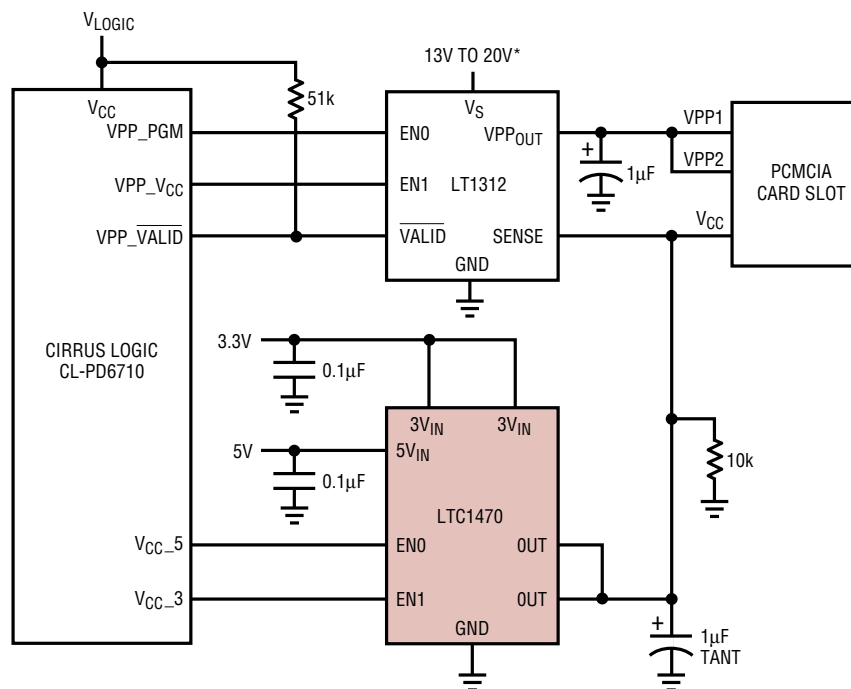 VLOGIC
13V TO 20V*
51k
VCC
VS
VPP_PGM
EN0
VPPOUT
VPP1
VPP2
+
1µF
PCMCIA
CARD SLOT
VPP_VCC
EN1
LT1312
VCC
VPP_VALID
VALID
SENSE
GND
CIRRUS LOGIC
CL-PD6710
3.3V
0.1µF
3VIN
3VIN
5V
5VIN
0.1µF
10k
LTC1470
VCC_5
EN0
OUT
VCC_3
EN1
OUT
GND
+
1µF
TANT